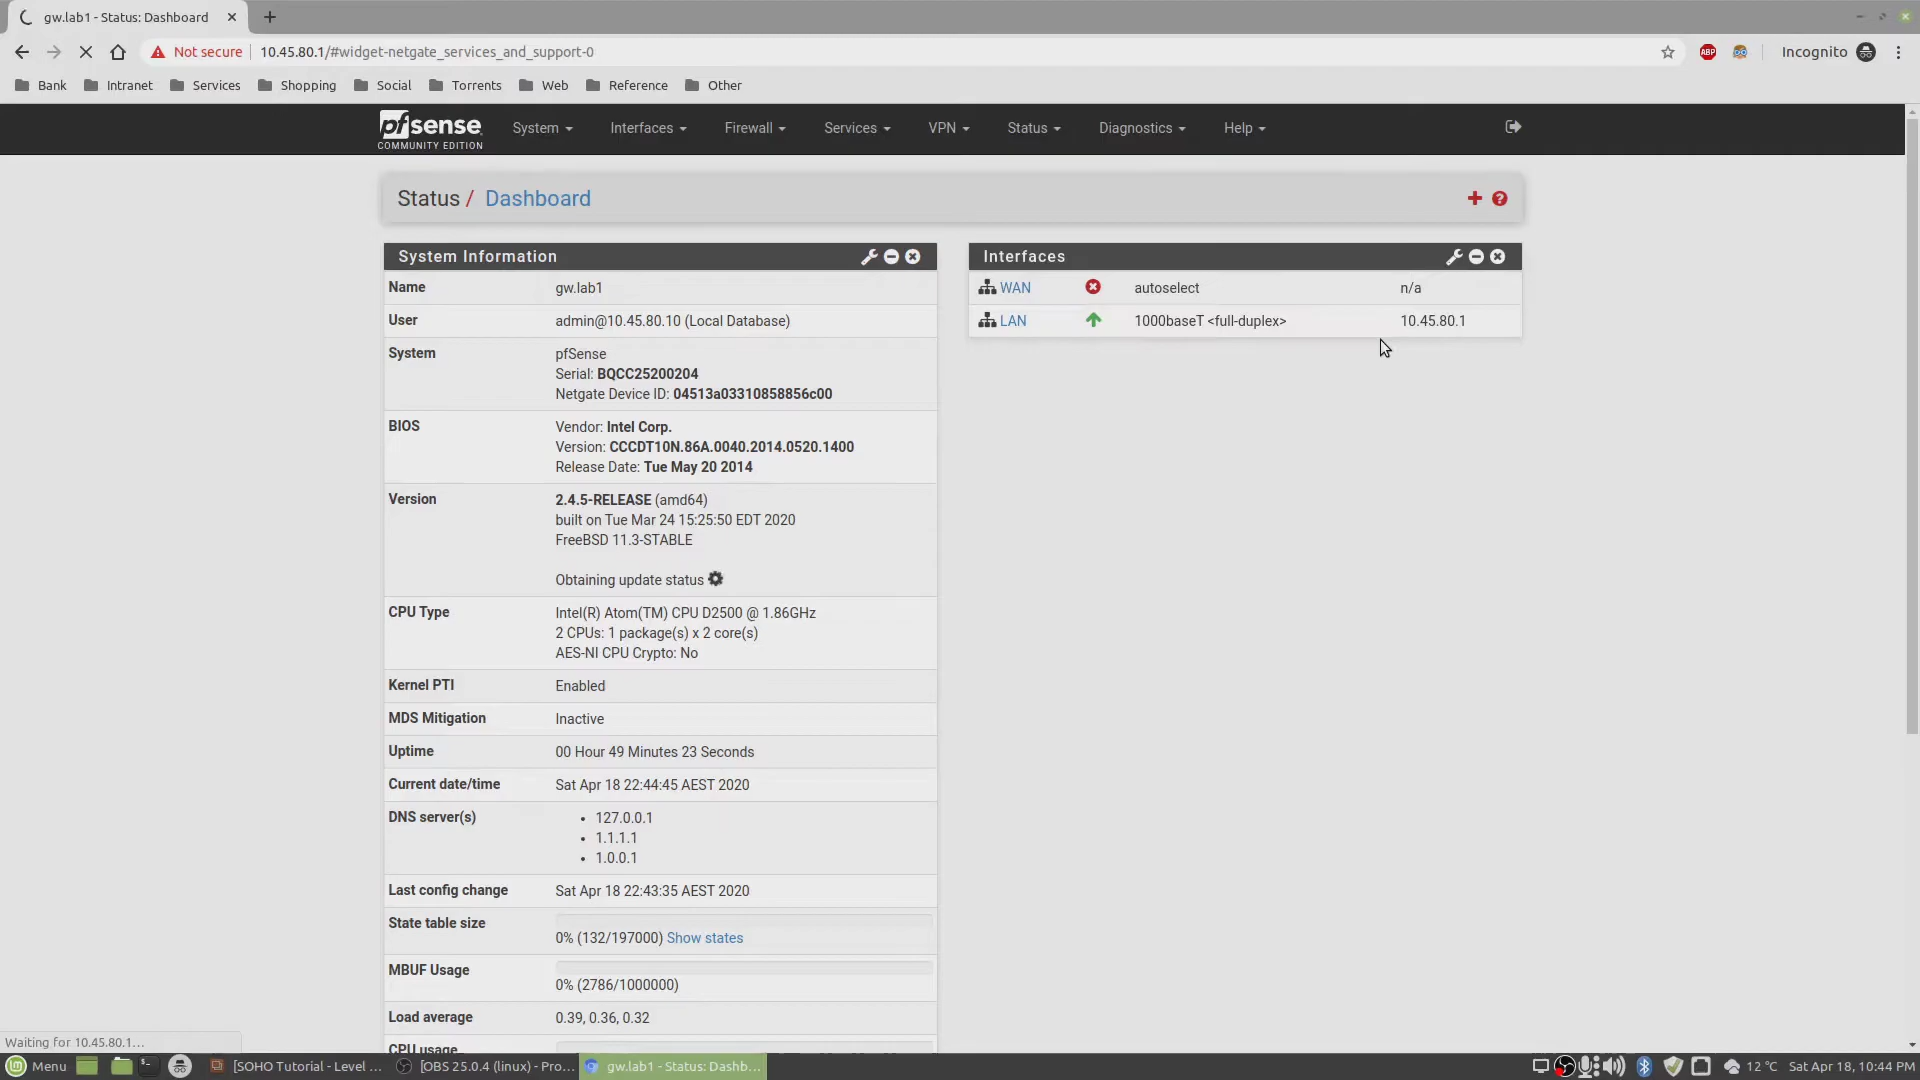 gw.lab1 - Status: Dashboard
Not secure
10.45.80.1/#widget-netgate_services_and_support-0
ABP
Incognito
Bank
Intranet
Services
Shopping
Social
Torrents
Web
Reference
Other
pfsense
COMMUNITY EDITION
System
Interfaces
Firewall
Services
VPN
Status
Diagnostics
Help
Status / Dashboard
System Information
Name gw.lab1
User admin@10.45.80.10 (Local Database)
System pfSense
Serial: BQCC25200204
Netgate Device ID: 04513a03310858856c00
BIOS Vendor: Intel Corp.
Version: CCCDT10N.86A.0040.2014.0520.1400
Release Date: Tue May 20 2014
Version 2.4.5-RELEASE (amd64)
built on Tue Mar 24 15:25:50 EDT 2020
FreeBSD 11.3-STABLE
Obtaining update status
CPU Type Intel(R) Atom(TM) CPU D2500 @ 1.86GHz
2 CPUs: 1 package(s) x 2 core(s)
AES-NI CPU Crypto: No
Kernel PTI Enabled
MDS Mitigation Inactive
Uptime 00 Hour 49 Minutes 23 Seconds
Current date/time Sat Apr 18 22:44:45 AEST 2020
DNS server(s)
• 127.0.0.1
• 1.1.1.1
• 1.0.0.1
Last config change Sat Apr 18 22:43:35 AEST 2020
State table size
0% (132/197000) Show states
MBUF Usage
0% (2786/1000000)
Load average 0.39, 0.36, 0.32
CPU usage
Interfaces
WAN autoselect n/a
LAN 1000baseT <full-duplex> 10.45.80.1
Waiting for 10.45.80.1...
Menu
[SOHO Tutorial - Level ...
[OBS 25.0.4 (linux) - Pro...
gw.lab1 - Status: Dashb...
12 °C
Sat Apr 18, 10:44 PM